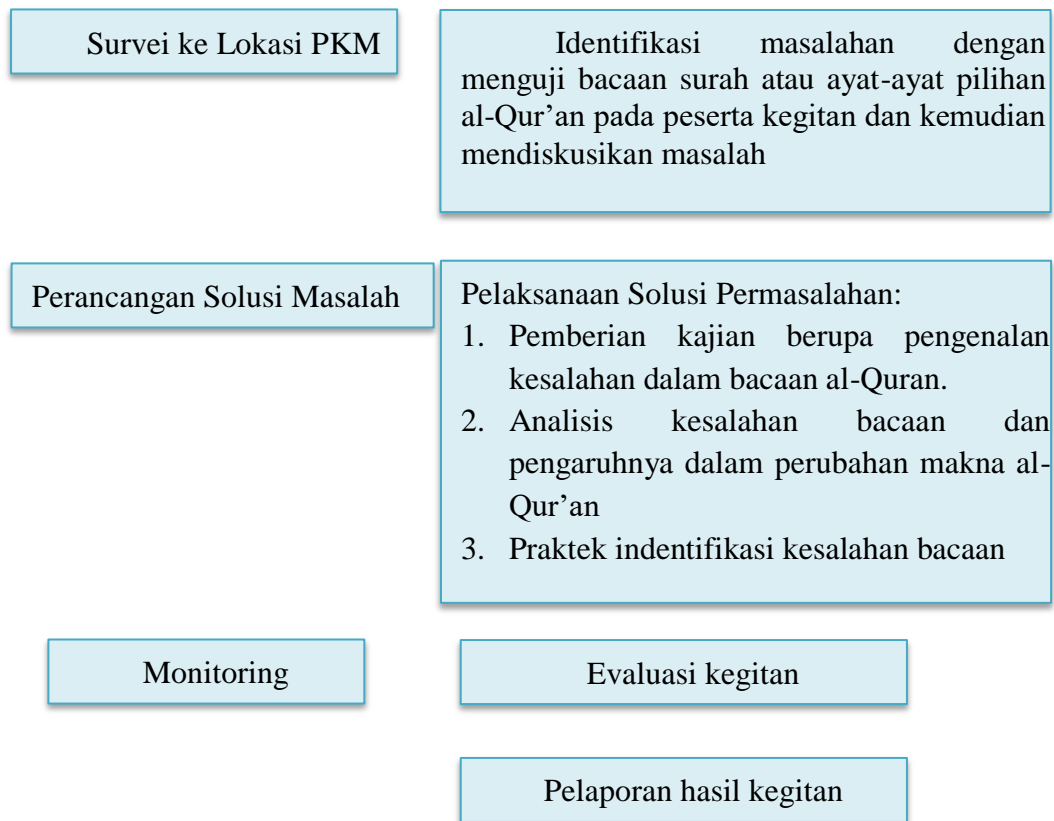 Survei ke Lokasi PKM
Identifikasi masalahan dengan
menguji bacaan surah atau ayat-ayat pilihan
al-Qur'an pada peserta kegitan dan kemudian
mendiskusikan masalah
Perancangan Solusi Masalah
Pelaksanaan Solusi Permasalahan:
1. Pemberian kajian berupa pengenalan
kesalahan dalam bacaan al-Quran.
2. Analisis kesalahan bacaan dan
pengaruhnya dalam perubahan makna al-
Qur'an
3. Praktek indentifikasi kesalahan bacaan
Monitoring
Evaluasi kegitan
Pelaporan hasil kegitan